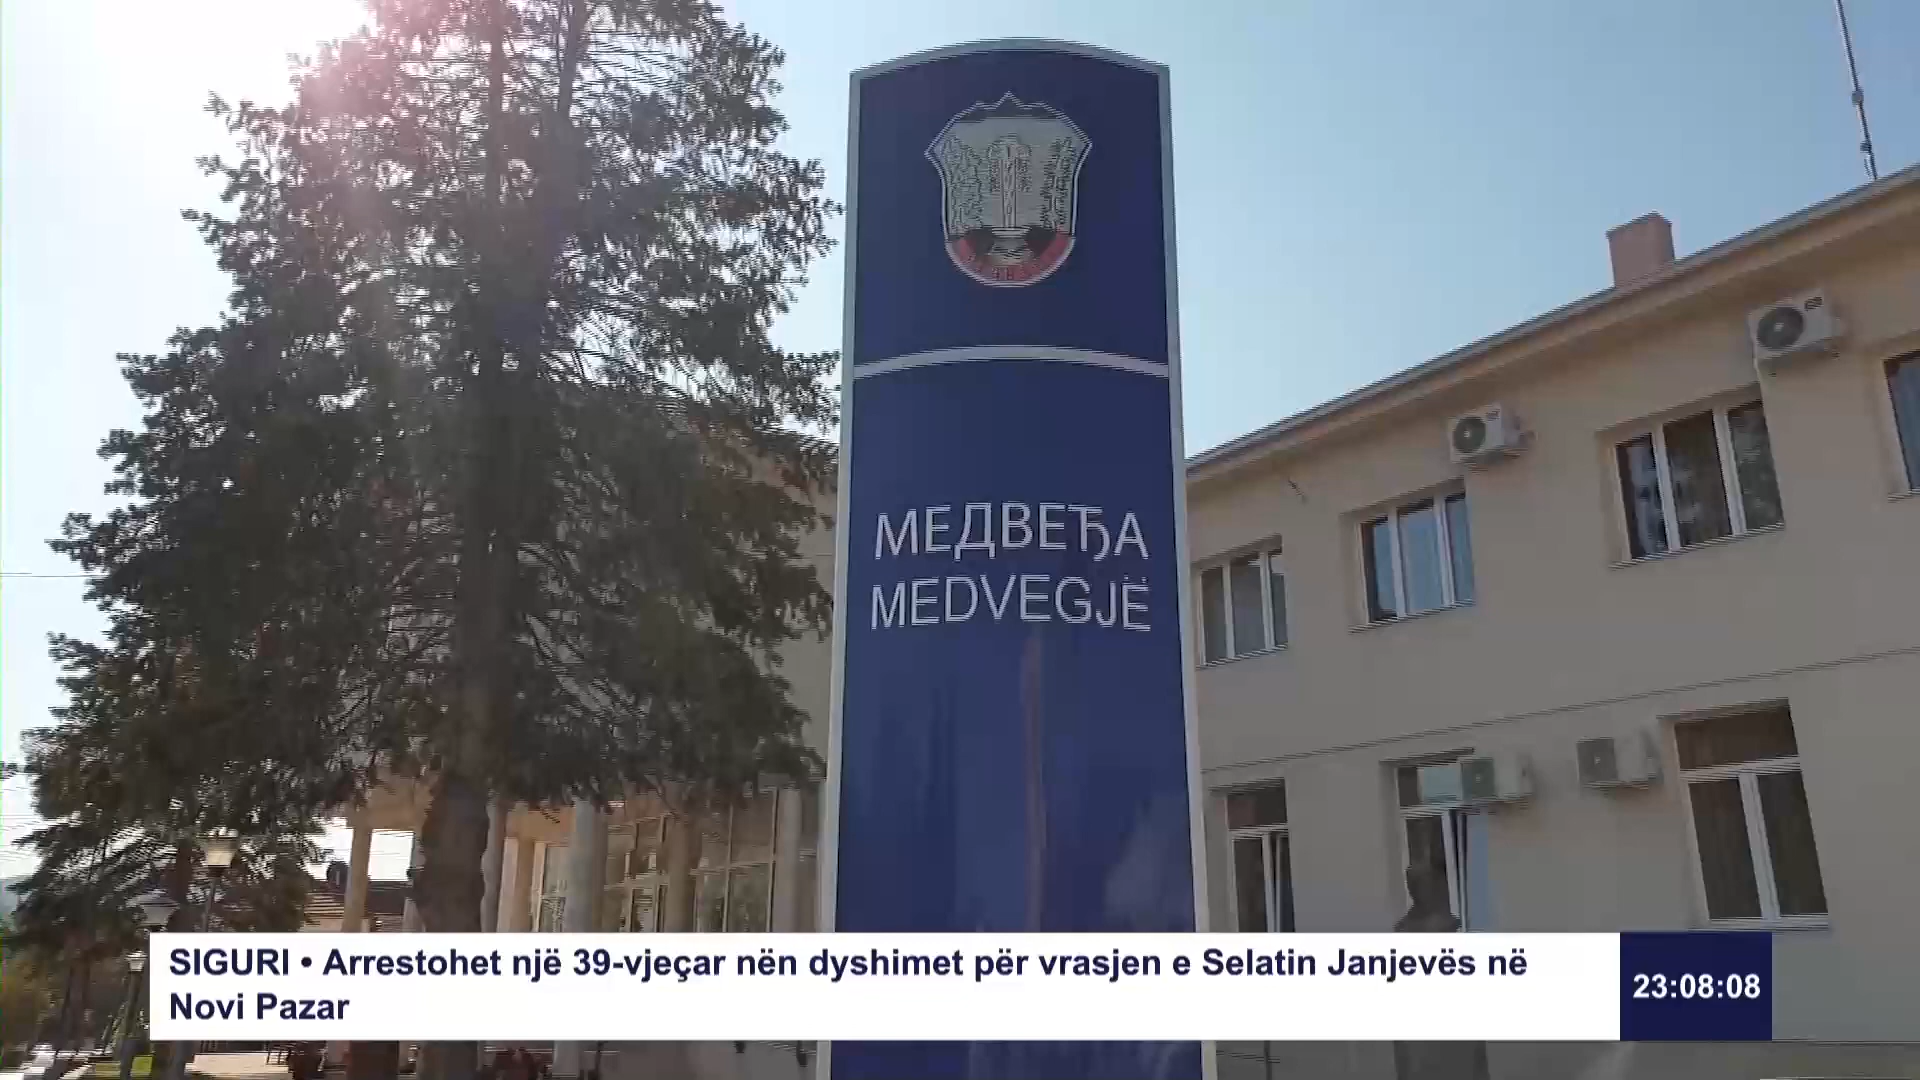 МЕДВЕЂА
MEDVEGJË
SIGURI • Arrestohet një 39-vjeçar nën dyshimet për vrasjen e Selatin Janjevës në
Novi Pazar
23:08:08